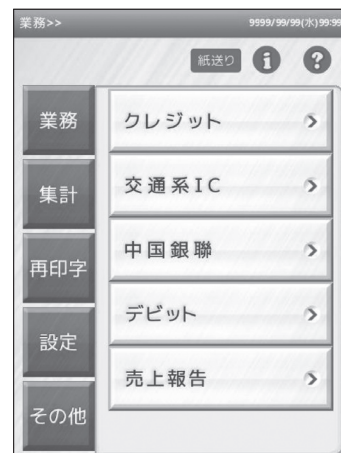 業務>> 9999/99/99(水)99:99
紙送り i ?
業務
集計
再印字
設定
その他
クレジット
交通系IC
中国銀聯
デビット
売上報告